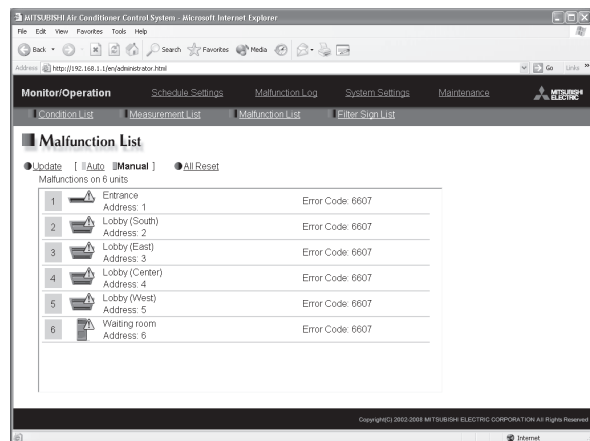 MITSUBISHI Air Conditioner Control System - Microsoft Internet Explorer
File Edit View Favorites Tools Help
Back Search Favorites Media
Address http://192.168.1.1/en/administrator.html Go Links »
Monitor/Operation Schedule Settings Malfunction Log System Settings Maintenance MITSUBISHI ELECTRIC
Condition List Measurement List Malfunction List Filter Sign List
Malfunction List
Update [ Auto Manual ] All Reset
Malfunctions on 6 units
1 Entrance Error Code: 6607
Address: 1
2 Lobby (South) Error Code: 6607
Address: 2
3 Lobby (East) Error Code: 6607
Address: 3
4 Lobby (Center) Error Code: 6607
Address: 4
5 Lobby (West) Error Code: 6607
Address: 5
6 Waiting room Error Code: 6607
Address: 6
Copyright(C) 2002-2008 MITSUBISHI ELECTRIC CORPORATION All Rights Reserved
Internet